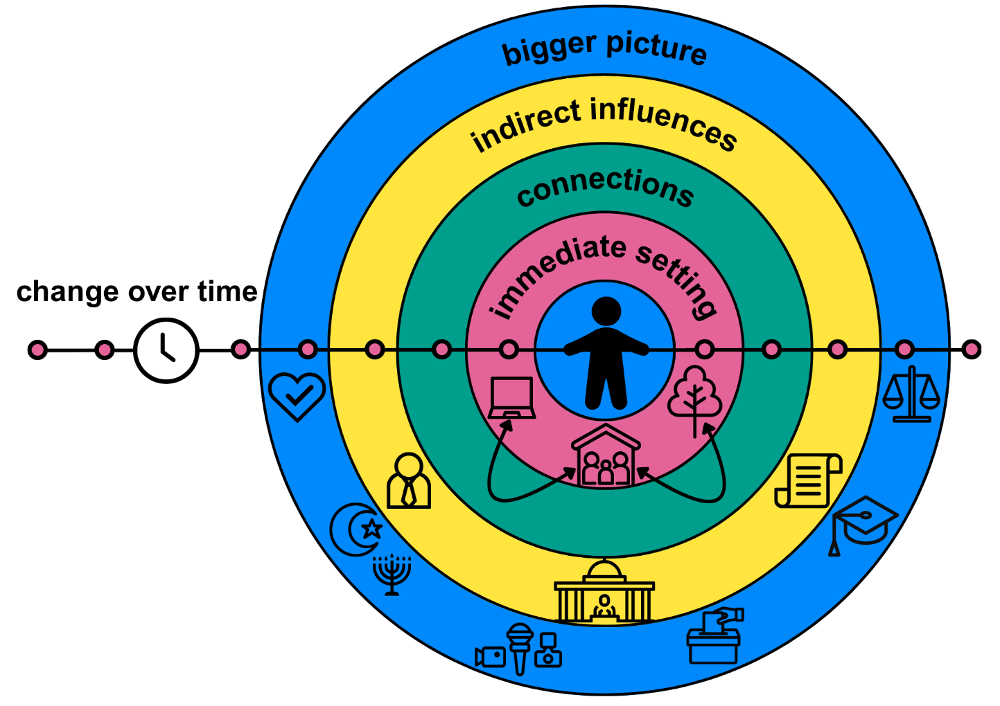 bigger picture
indirect influences
connections
immediate setting
change over time